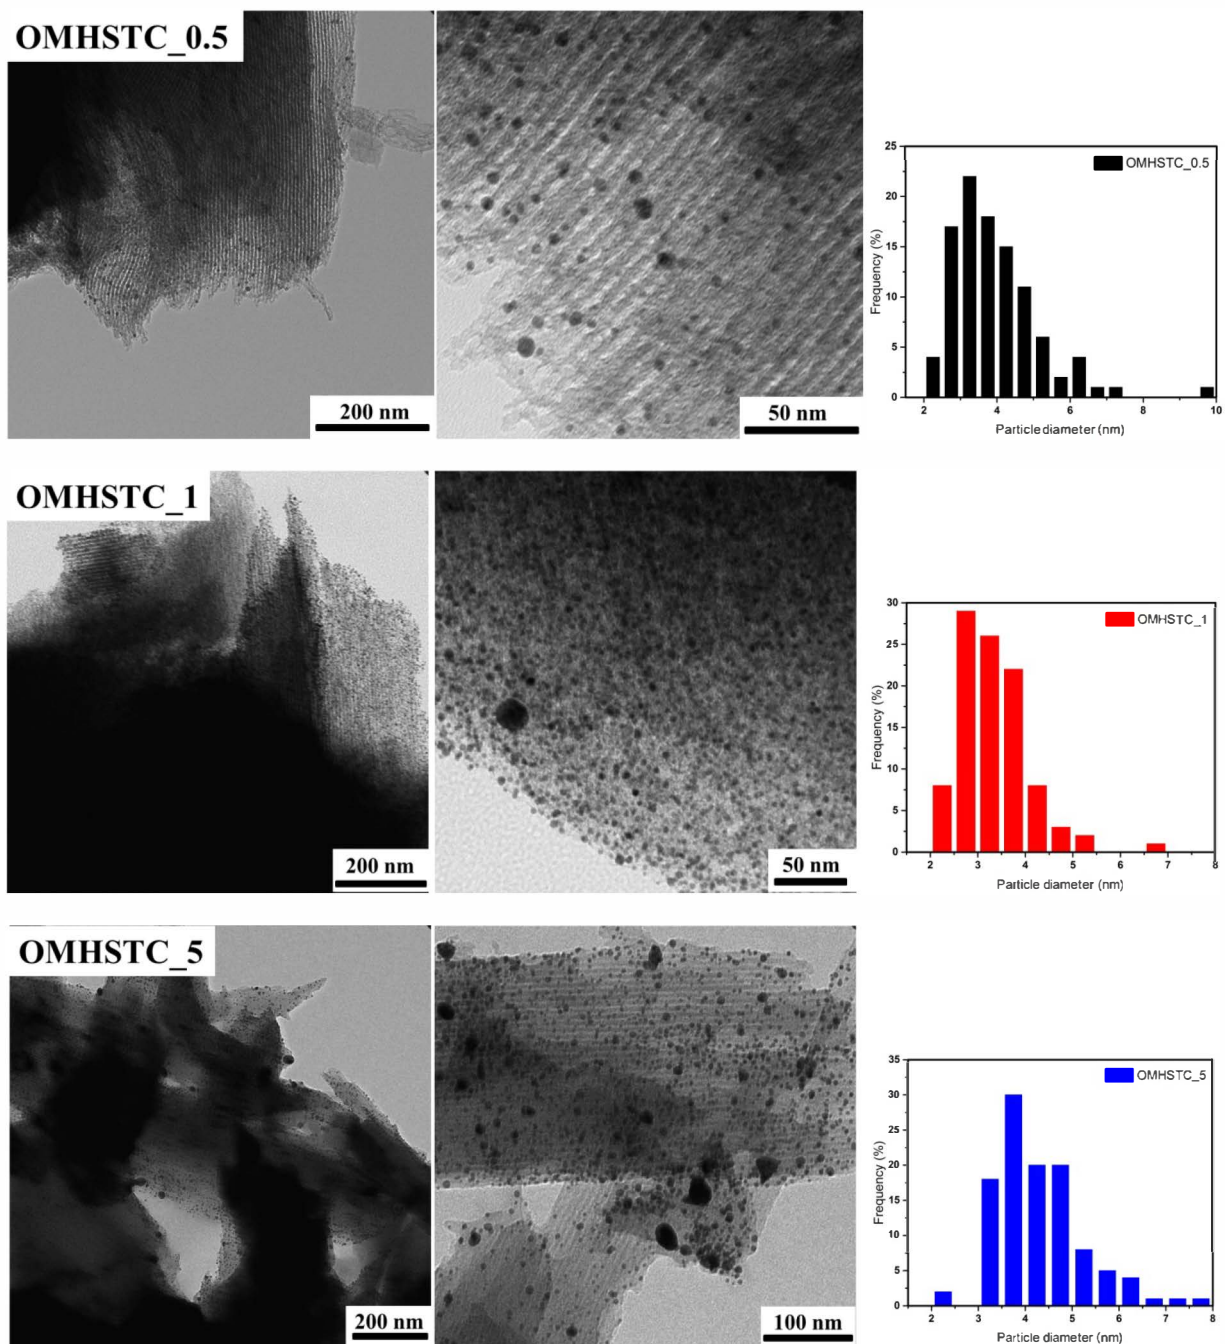 OMHSTC_0.5
200 nm
50 nm
OMHSTC_0.5
25
20
15
10
5
0
Frequency (%)
2 4 6 8 10
Particle diameter (nm)
OMHSTC_1
200 nm
50 nm
OMHSTC_1
30
25
20
15
10
5
0
Frequency (%)
2 3 4 5 6 7 8
Particle diameter (nm)
OMHSTC_5
200 nm
100 nm
OMHSTC_5
35
30
25
20
15
10
5
0
Frequency (%)
2 3 4 5 6 7 8
Particle diameter (nm)